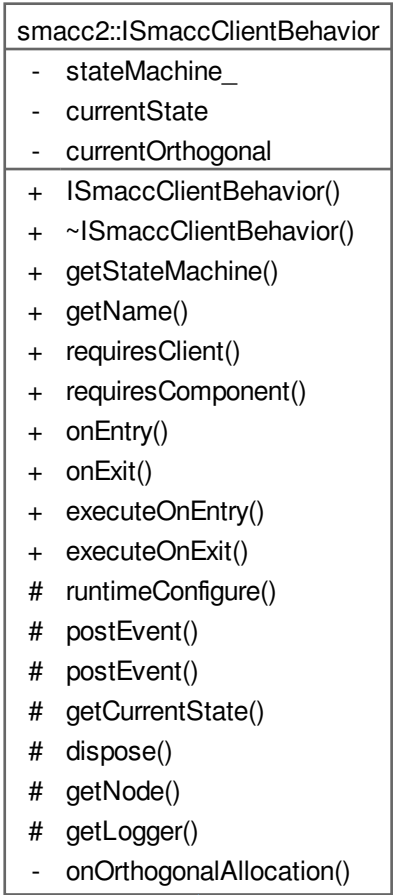 smacc2::ISmaccClientBehavior
- stateMachine_
- currentState
- currentOrthogonal
+ ISmaccClientBehavior()
+ ~ISmaccClientBehavior()
+ getStateMachine()
+ getName()
+ requiresClient()
+ requiresComponent()
+ onEntry()
+ onExit()
+ executeOnEntry()
+ executeOnExit()
# runtimeConfigure()
# postEvent()
# postEvent()
# getCurrentState()
# dispose()
# getNode()
# getLogger()
- onOrthogonalAllocation()